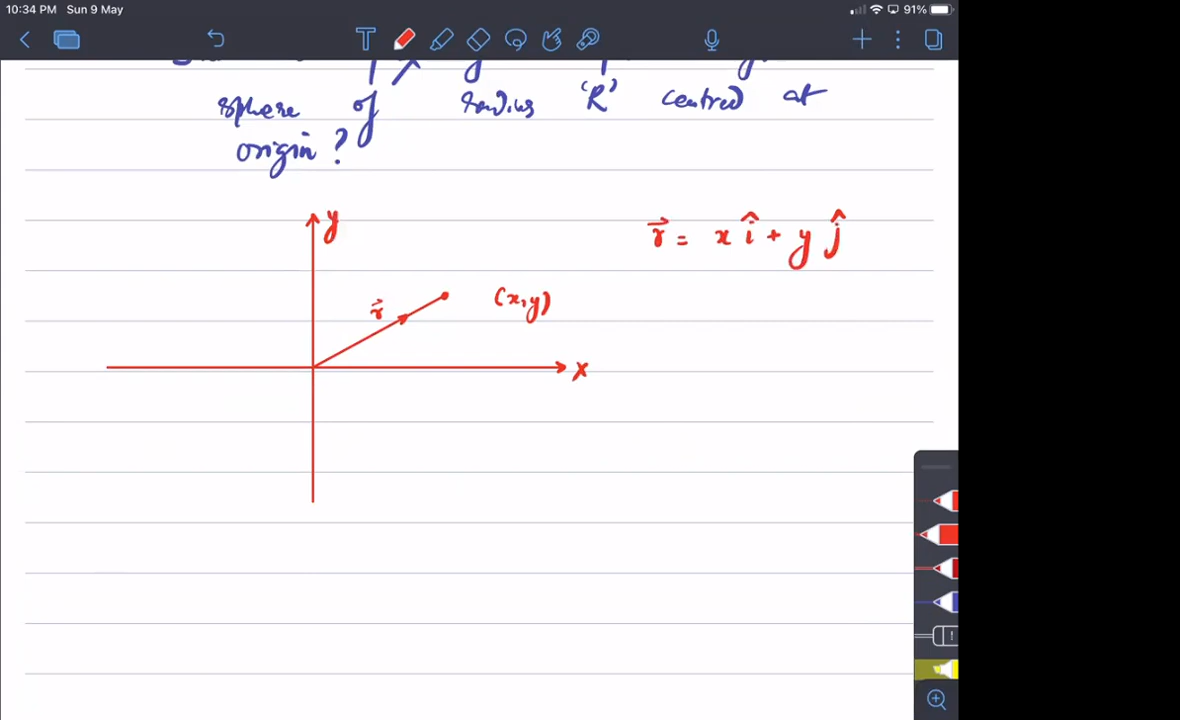 10:34 PM Sun 9 May
91%
T
sphere of radius 'R' centred at
origin ?
y
r⃗ = x î + y ĵ
r⃗
(x,y)
x